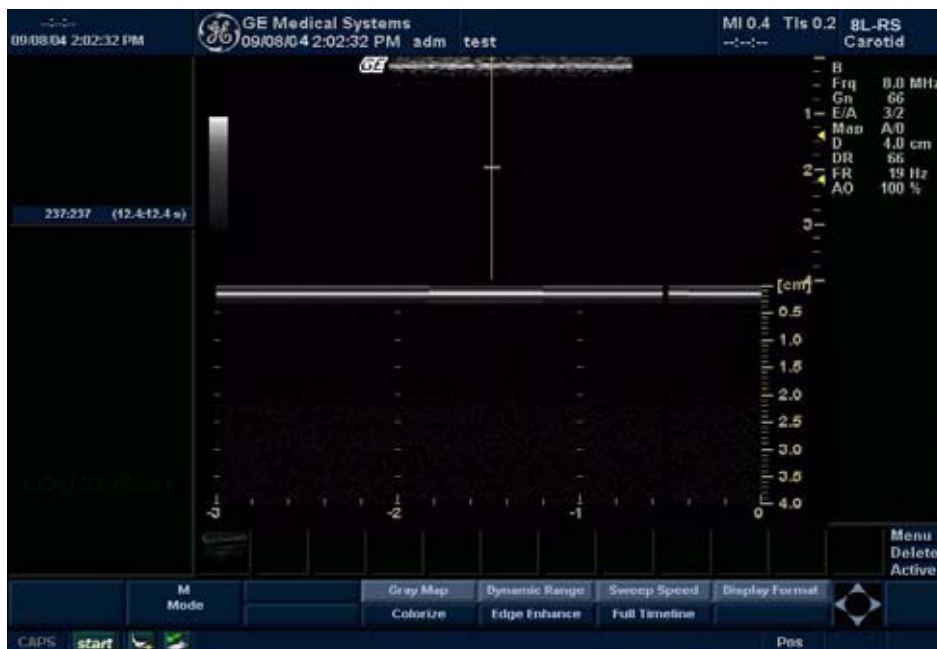 --:--:--
09/08/04 2:02:32 PM
GE Medical Systems
09/08/04 2:02:32 PM adm test
MI 0.4 TIs 0.2
--:--:--
8L-RS
Carotid
GE
B
Frq 8.0 MHz
Gn 66
E/A 3/2
Map A/0
D 4.0 cm
DR 66
FR 19 Hz
AO 100 %
1
2
3
4
237:237 (12.4:12.4 s)
[cm]
0.5
1.0
1.5
2.0
2.5
3.0
3.5
4.0
-3 -2 -1 0
Menu
Delete
Active
M
Mode
Gray Map Dynamic Range Sweep Speed Display Format
Colorize Edge Enhance Full Timeline
CAPS start Pos